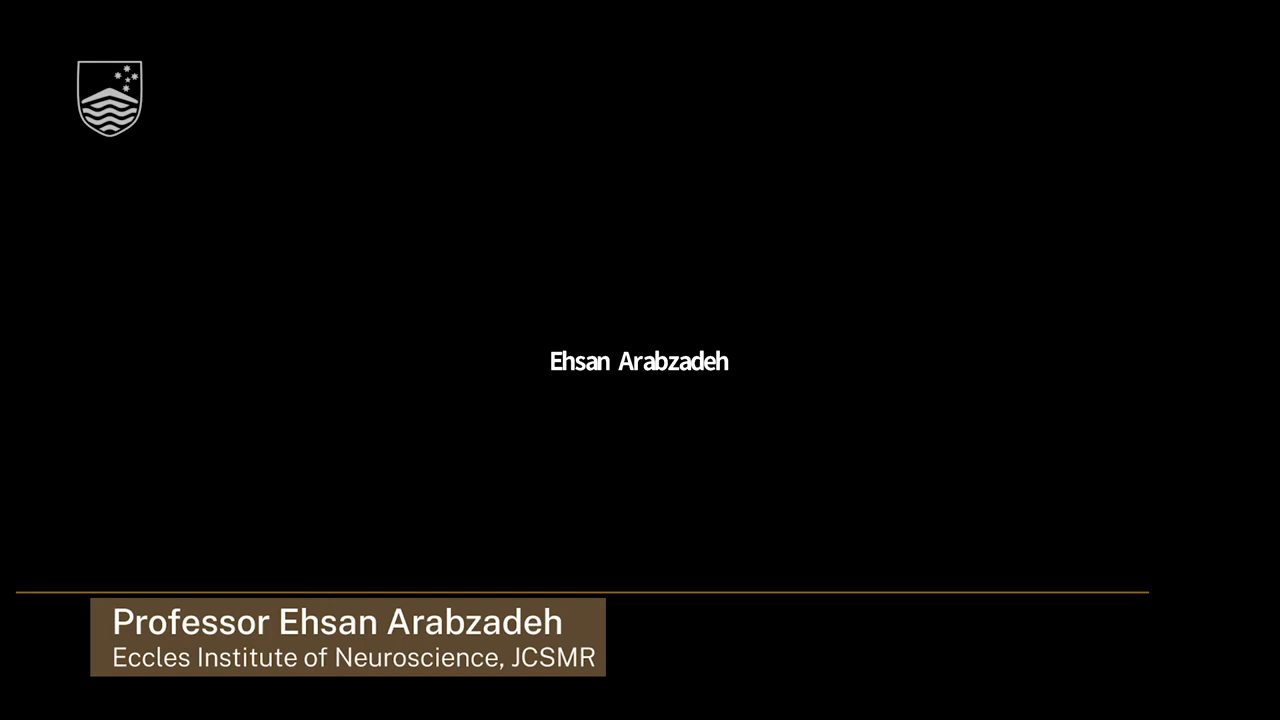 Ehsan Arabzadeh
Professor Ehsan Arabzadeh
Eccles Institute of Neuroscience, JCSMR